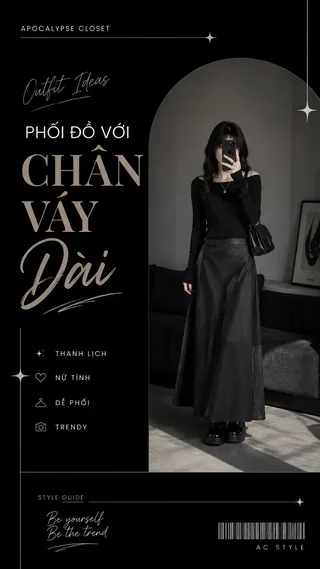 APOCALYPSE CLOSET
Outfit Ideas
PHỐI ĐỒ VỚI
CHÂN
VÁY
Dài
THANH LỊCH
NỮ TÍNH
DỄ PHỐI
TRENDY
STYLE GUIDE
Be yourself
Be the trend
AC STYLE